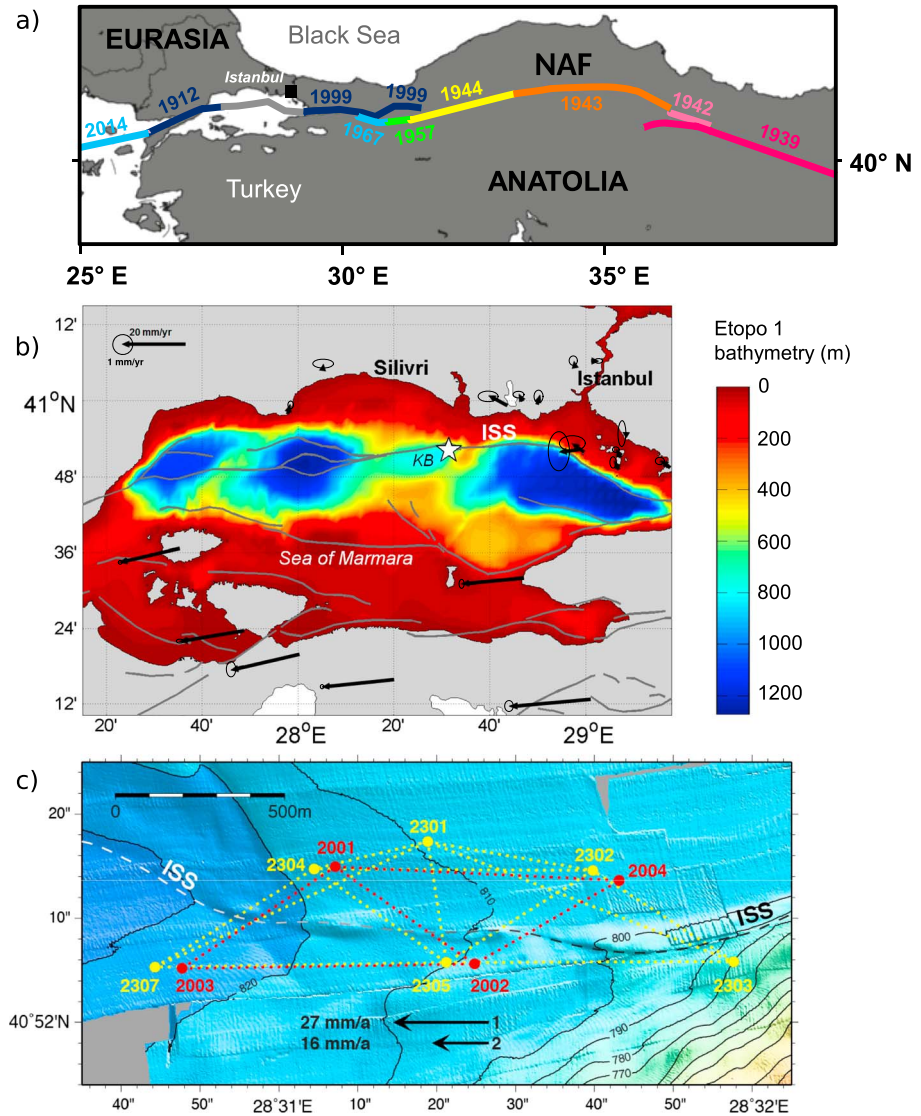 a)
EURASIA
Black Sea
NAF
Istanbul
1912
1999
1999
1944
1943
1942
2014
1967
1957
1939
40° N
Turkey
ANATOLIA
25° E
30° E
35° E
b)
12'
20 mm/yr
1 mm/yr
Silivri
Istanbul
41°N
ISS
KB
48'
36'
Sea of Marmara
24'
12'
20'
40'
28°E
20'
40'
29°E
Etopo 1
bathymetry (m)
0
200
400
600
800
1000
1200
c)
0
500m
20"
2301
2001
2304
2302
2004
ISS
810
10"
ISS
800
2307
2003
820
2305
2002
2303
40°52'N
27 mm/a
1
16 mm/a
2
790
780
770
40"
50"
28°31'E
10"
20"
30"
40"
50"
28°32'E